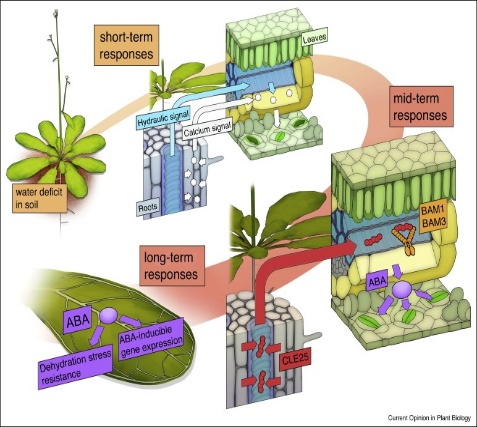 short-term
responses
Leaves
Hydraulic signal
Calcium signal
mid-term
responses
water deficit
in soil
Roots
BAM1
BAM3
long-term
responses
ABA
ABA
ABA-inducible
gene expression
Dehydration stress
resistance
CLE25
Current Opinion in Plant Biology